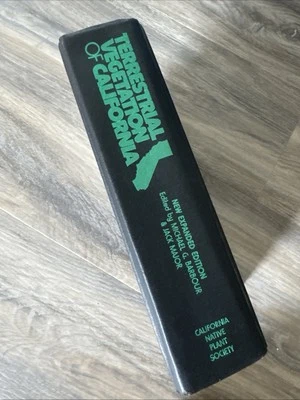 TERRESTRIAL
VEGETATION
OF CALIFORNIA
NEW EXPANDED EDITION
Edited by MICHAEL G. BARBOUR
& JACK MAJOR
CALIFORNIA
NATIVE
PLANT
SOCIETY